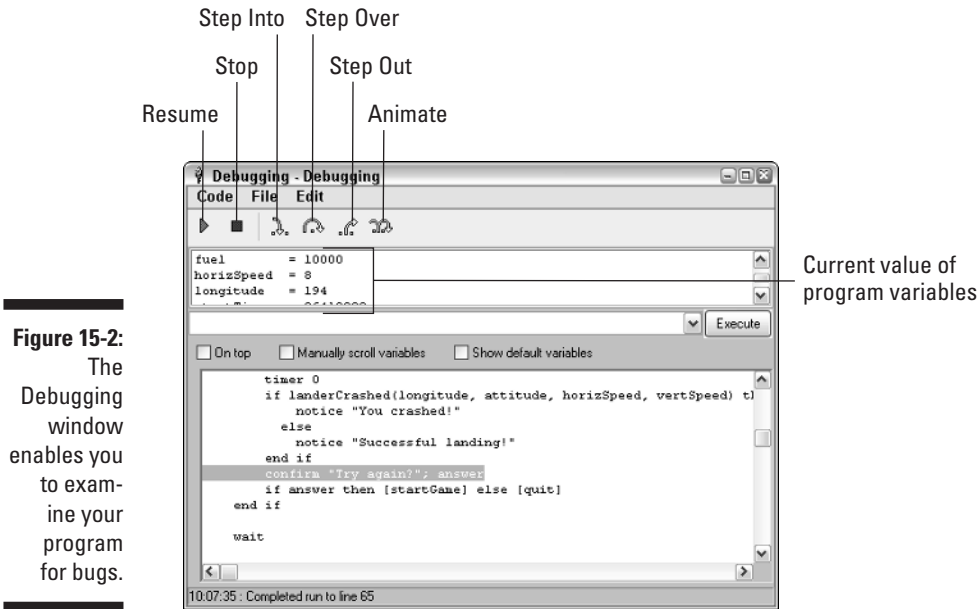 Step Into Step Over
Stop Step Out
Resume Animate
Debugging - Debugging
Code File Edit
fuel = 10000
horizSpeed = 8
longitude = 194
Current value of
program variables
Execute
On top Manually scroll variables Show default variables
timer 0
if landerCrashed(longitude, attitude, horizSpeed, vertSpeed) t
notice "You crashed!"
else
notice "Successful landing!"
end if
confirm "Try again?"; answer
if answer then [startGame] else [quit]
end if
wait
10:07:35 : Completed run to line 65
Figure 15-2:
The
Debugging
window
enables you
to exam-
ine your
program
for bugs.